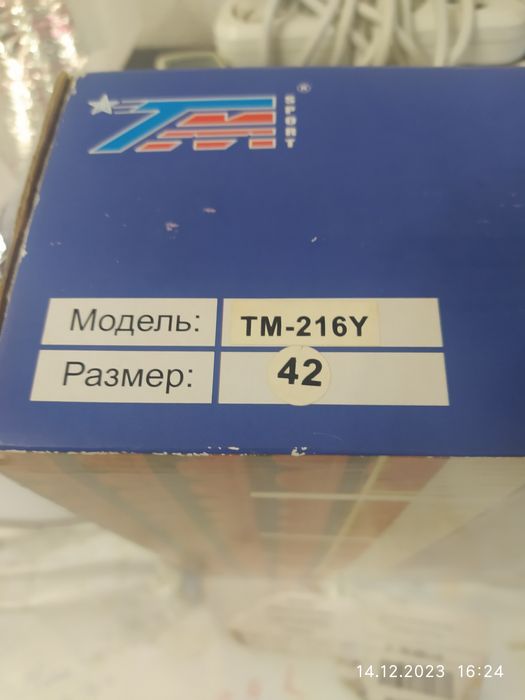 TM SPORT ®
Модель: TM-216Y
Размер: 42
14.12.2023 16:24